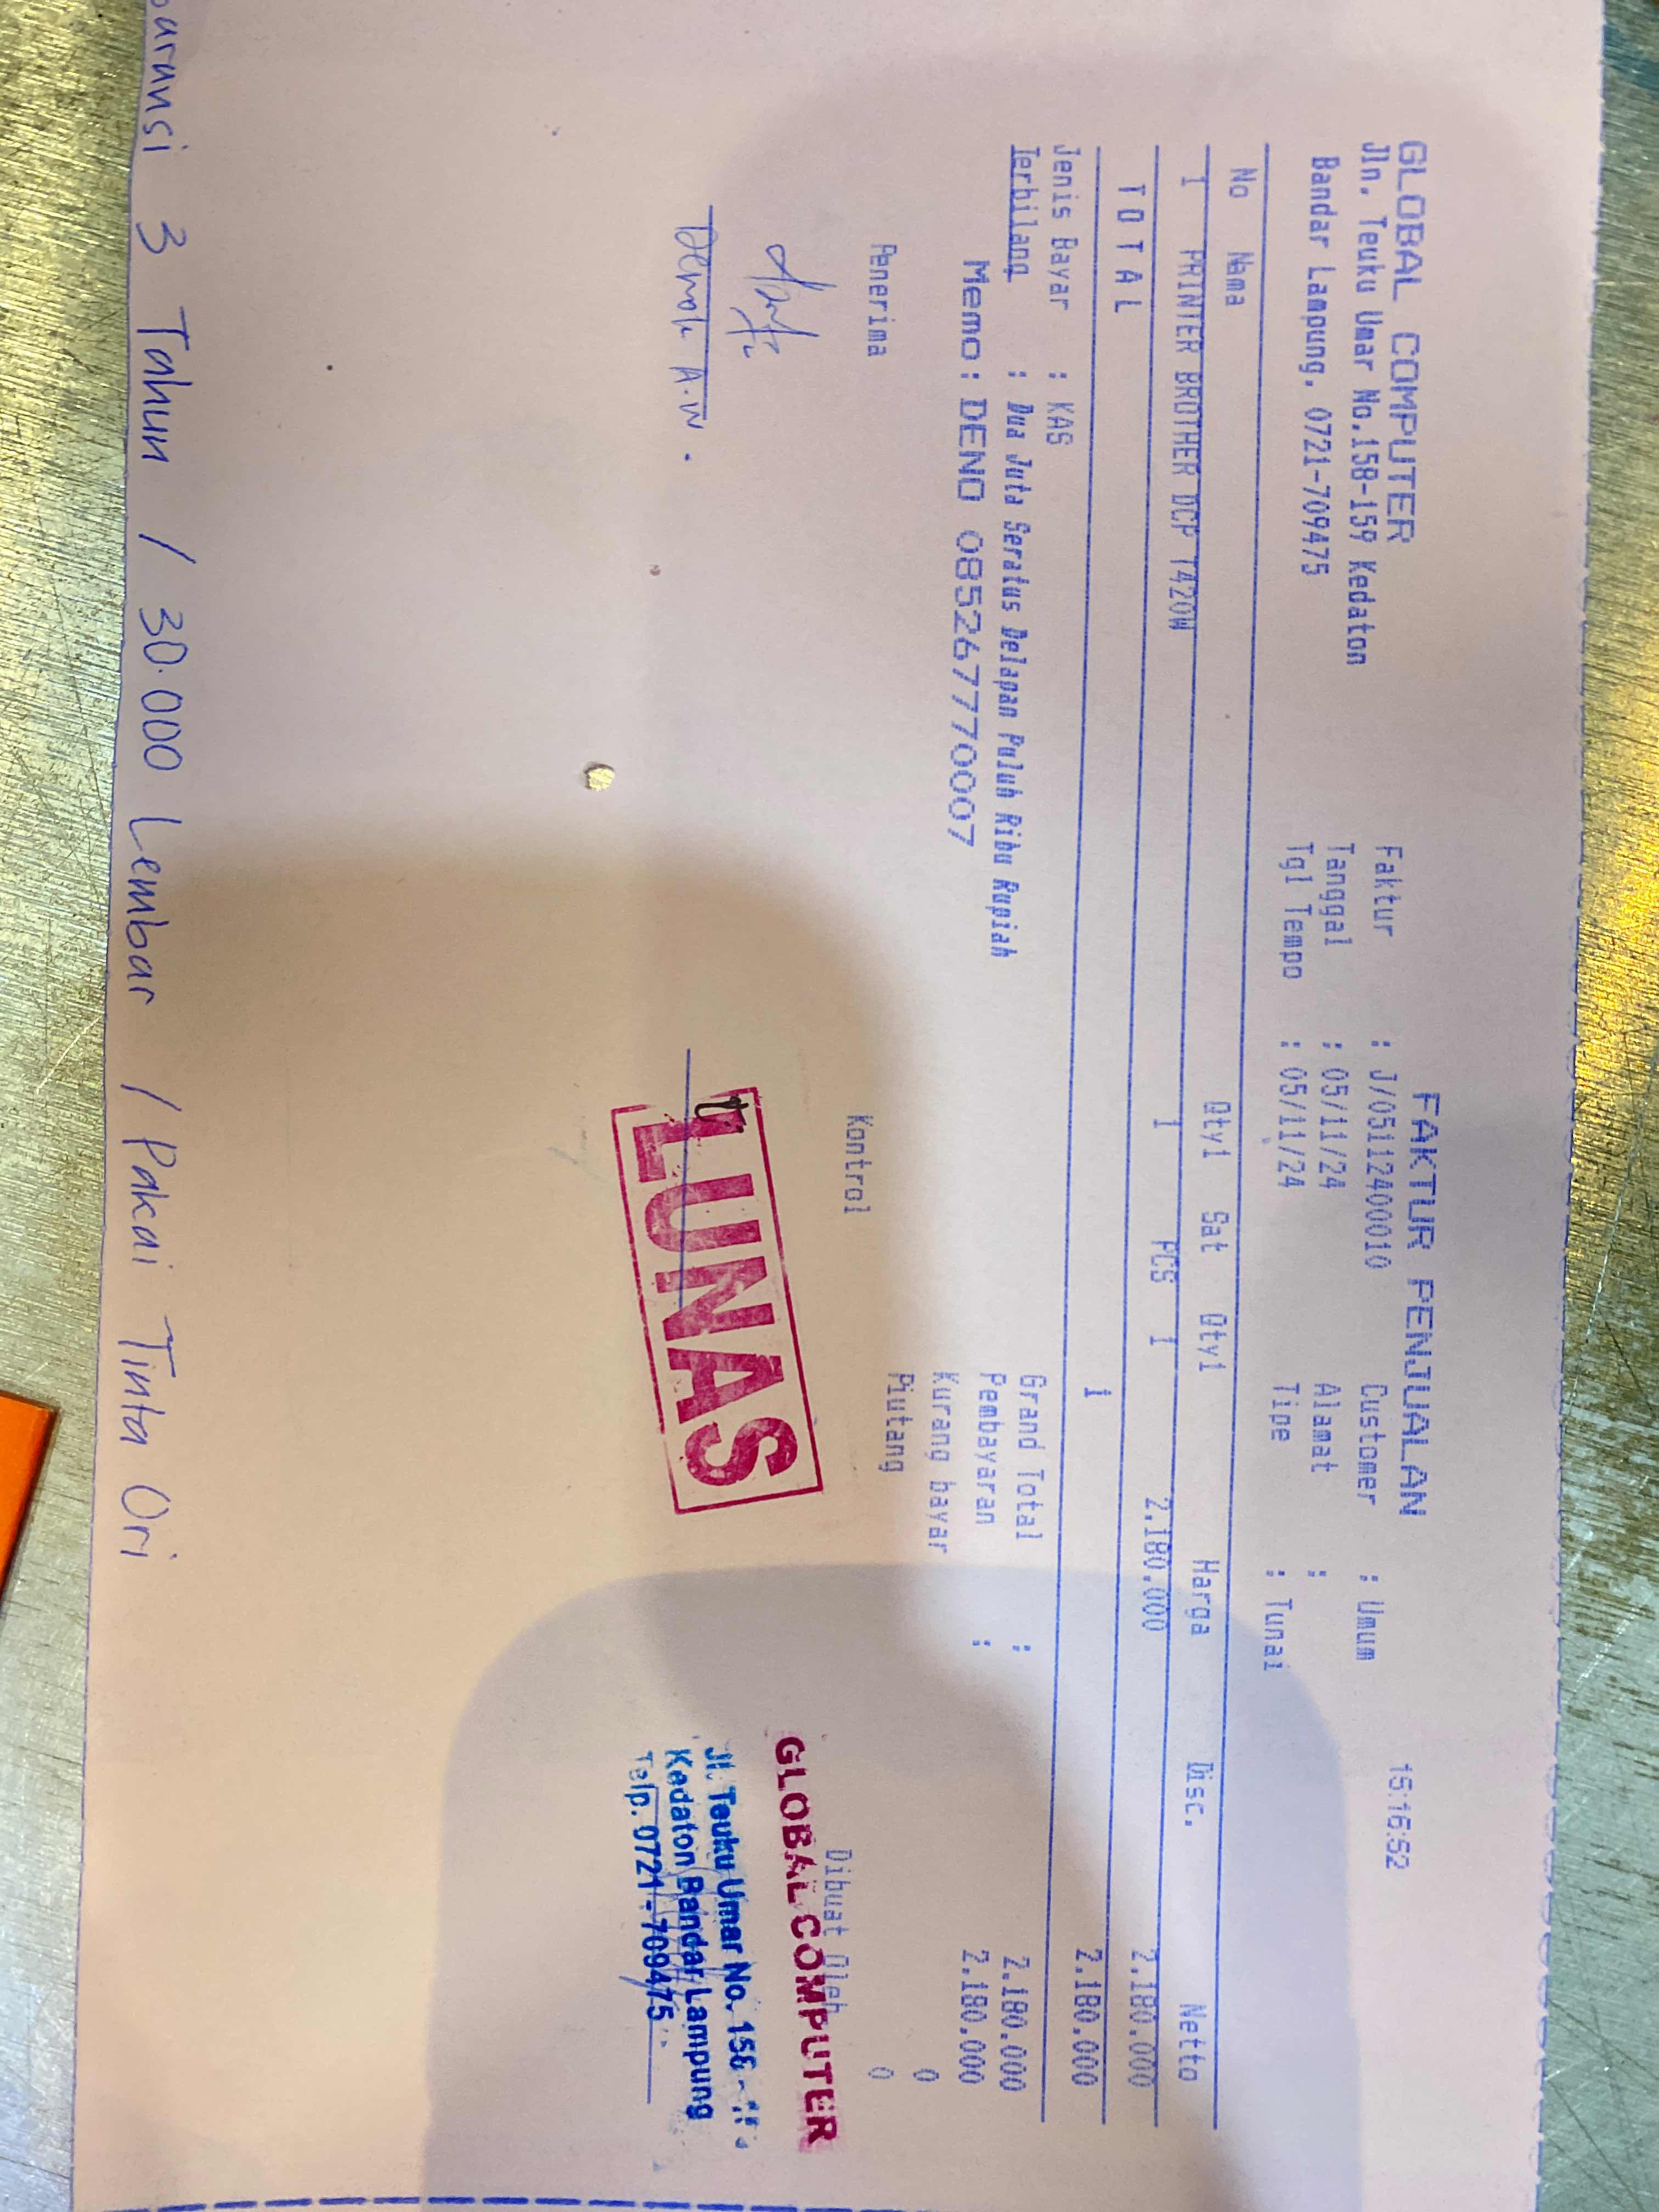 GLOBAL COMPUTER
Jln. Teuku Umar No.158-159 Kedaton
Bandar Lampung, 0721-709475
FAKTUR PENJUALAN
15:16:52
Faktur : J/05112400010 Customer : Umum
Tanggal : 05/11/24 Alamat :
Tgl Tempo : 05/11/24 Tipe : Tunai
No Nama Qty1 Sat Qty1 Harga Disc. Netto
1 PRINTER BROTHER DCP T420W 1 PCS 1 2.180.000 2.180.000
T O T A L 1 2.180.000
Jenis Bayar : KAS
Terbilang : Dua Juta Seratus Delapan Puluh Ribu Rupiah
Memo : DENO 085267770007
Grand Total : 2.180.000
Pembayaran : 2.180.000
Kurang bayar 0
Piutang 0
Penerima Kontrol Dibuat Oleh
A.W.
LUNAS
GLOBAL COMPUTER
Jl. Teuku Umar No. 158 -
Kedaton Bandar Lampung
Telp. 0721 - 709475
aransi 3 Tahun / 30.000 Lembar / Pakai Tinta Ori